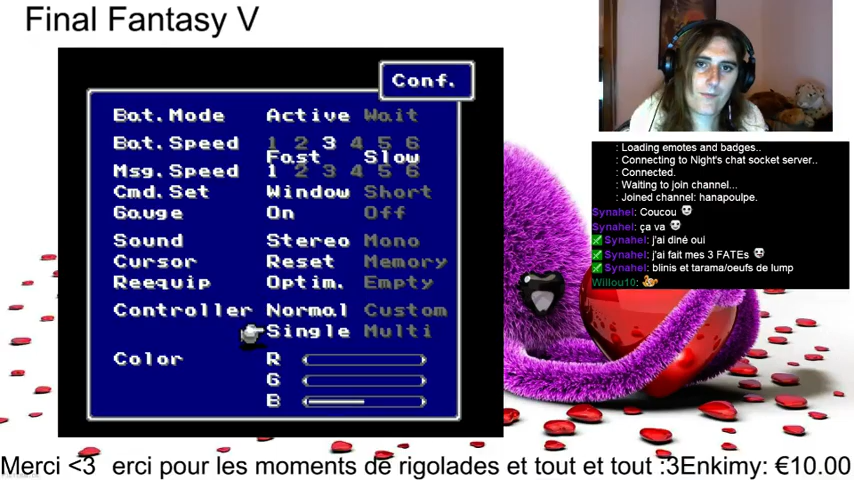 Final Fantasy V
Conf.
Bat.Mode Active Wait
Bat.Speed 1 2 3 4 5 6
Fast Slow
Msg.Speed 1 2 3 4 5 6
Cmd.Set Window Short
Gauge On Off
Sound Stereo Mono
Cursor Reset Memory
Reequip Optim. Empty
Controller Normal Custom
Single Multi
Color R
G
B
: Loading emotes and badges..
: Connecting to Night's chat socket server..
: Connected.
: Waiting to join channel...
: Joined channel: hanapoulpe.
Synahei: Coucou
Synahei: ça va
Synahei: j'ai diné oui
Synahei: j'ai fait mes 3 FATEs
Synahei: blinis et tarama/oeufs de lump
Willou10:
Merci <3 erci pour les moments de rigolades et tout et tout :3Enkimy: €10.00